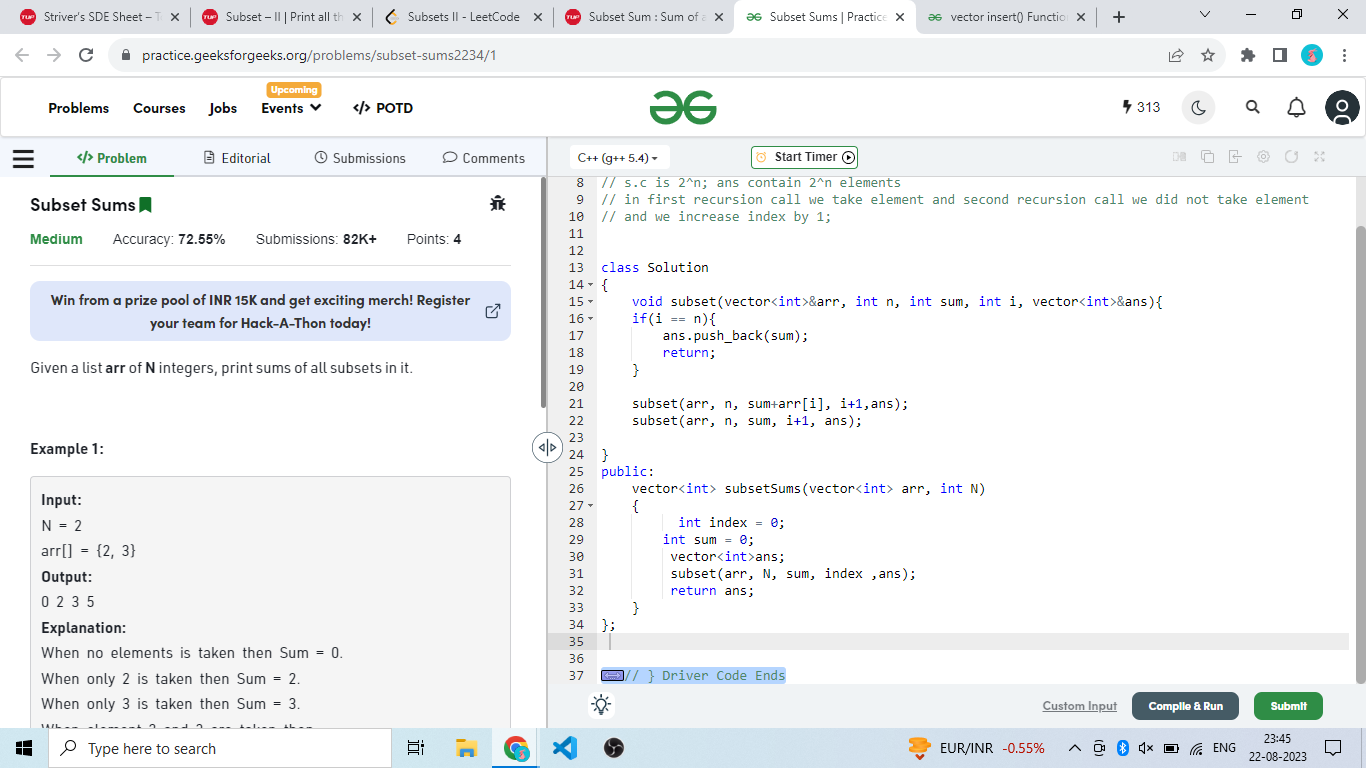 Striver's SDE Sheet – T
Subset – II | Print all th
Subsets II - LeetCode
Subset Sum : Sum of a
Subset Sums | Practice
vector insert() Functio
practice.geeksforgeeks.org/problems/subset-sums2234/1
Upcoming
Problems Courses Jobs Events </> POTD
313
</> Problem Editorial Submissions Comments
C++ (g++ 5.4)
Start Timer
Subset Sums
Medium Accuracy: 72.55% Submissions: 82K+ Points: 4
Win from a prize pool of INR 15K and get exciting merch! Register
your team for Hack-A-Thon today!
Given a list arr of N integers, print sums of all subsets in it.
Example 1:
Input:
N = 2
arr[] = {2, 3}
Output:
0 2 3 5
Explanation:
When no elements is taken then Sum = 0.
When only 2 is taken then Sum = 2.
When only 3 is taken then Sum = 3.
When element 2 and 3 are taken then
8 // s.c is 2^n; ans contain 2^n elements
9 // in first recursion call we take element and second recursion call we did not take element
10 // and we increase index by 1;
11
12
13 class Solution
14 {
15 void subset(vector<int>&arr, int n, int sum, int i, vector<int>&ans){
16 if(i == n){
17 ans.push_back(sum);
18 return;
19 }
20
21 subset(arr, n, sum+arr[i], i+1,ans);
22 subset(arr, n, sum, i+1, ans);
23
24 }
25 public:
26 vector<int> subsetSums(vector<int> arr, int N)
27 {
28 int index = 0;
29 int sum = 0;
30 vector<int>ans;
31 subset(arr, N, sum, index ,ans);
32 return ans;
33 }
34 };
35
36
37 // } Driver Code Ends
Custom Input Compile & Run Submit
Type here to search
EUR/INR -0.55%
ENG
23:45
22-08-2023